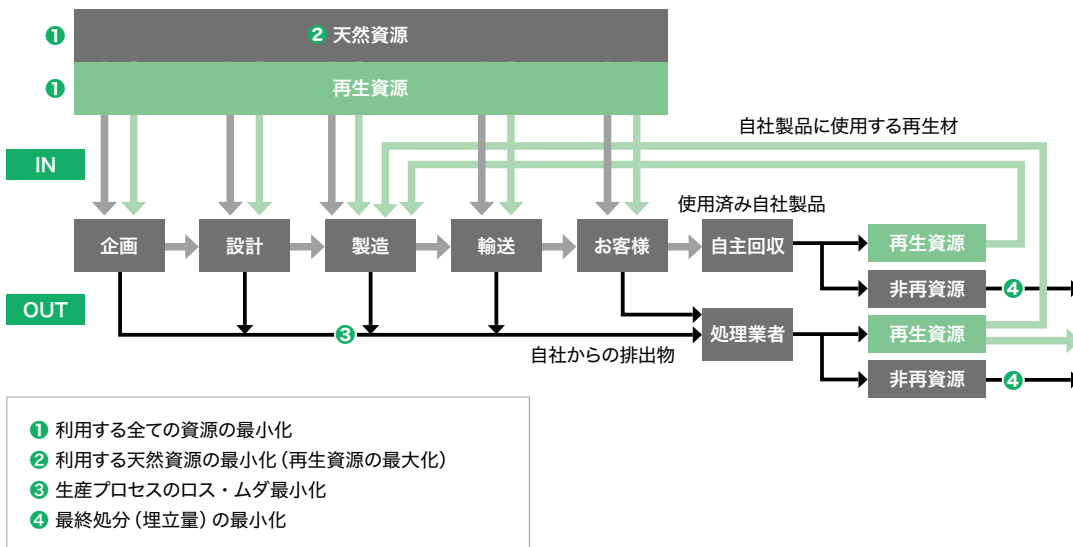 ❶
❷ 天然資源
❶
再生資源
自社製品に使用する再生材
IN
使用済み自社製品
企画
設計
製造
輸送
お客様
自主回収
再生資源
非再資源
❹
OUT
❸
処理業者
再生資源
自社からの排出物
非再資源
❹
❶ 利用する全ての資源の最小化
❷ 利用する天然資源の最小化(再生資源の最大化)
❸ 生産プロセスのロス・ムダ最小化
❹ 最終処分(埋立量)の最小化